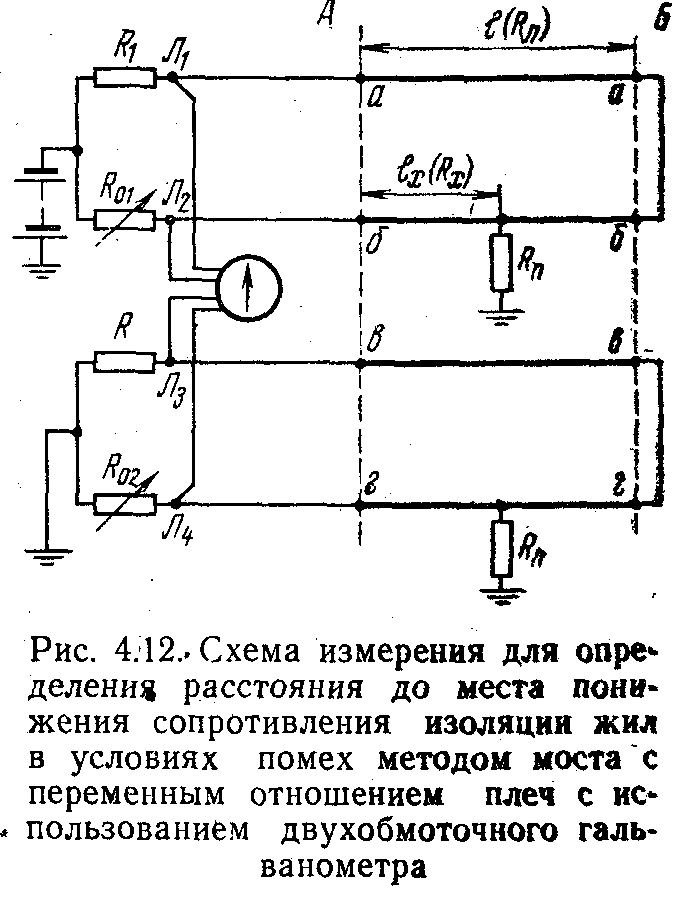 А
Б
ℓ(Rп)
R1
Л1
а
а
ℓx(Rx)
R01
Л2
б
б
Rп
R
Л3
в
в
R02
Л4
г
г
Rп
Рис. 4.12. Схема измерения для опре-
деления расстояния до места пони-
жения сопротивления изоляции жил
в условиях помех методом моста с
переменным отношением плеч с ис-
пользованием двухобмоточного галь-
ванометра